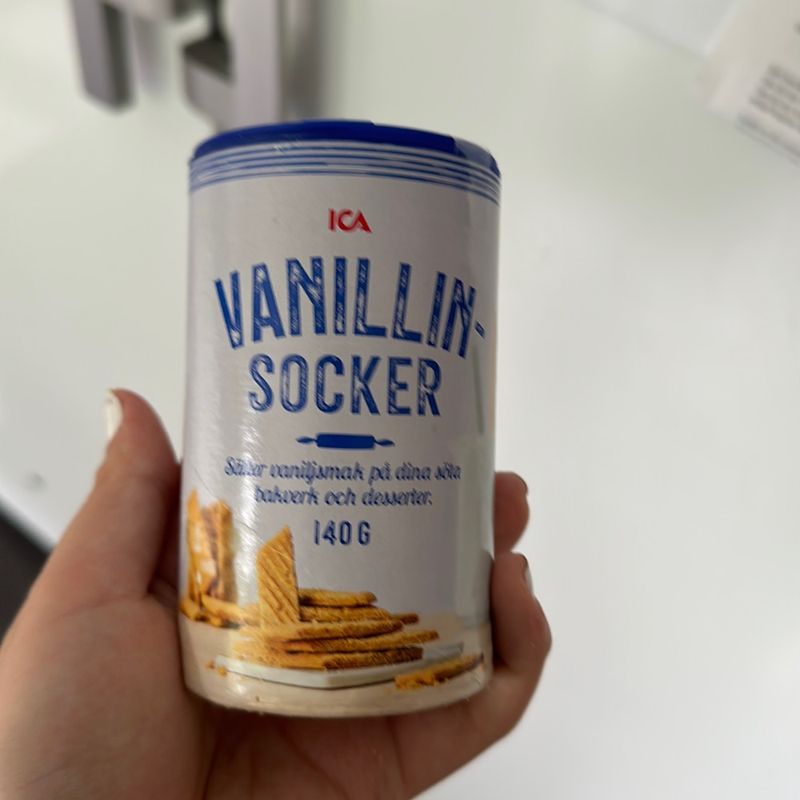 ICA
VANILLIN-
SOCKER
Sätter vaniljsmak på dina söta
bakverk och desserter.
140 G